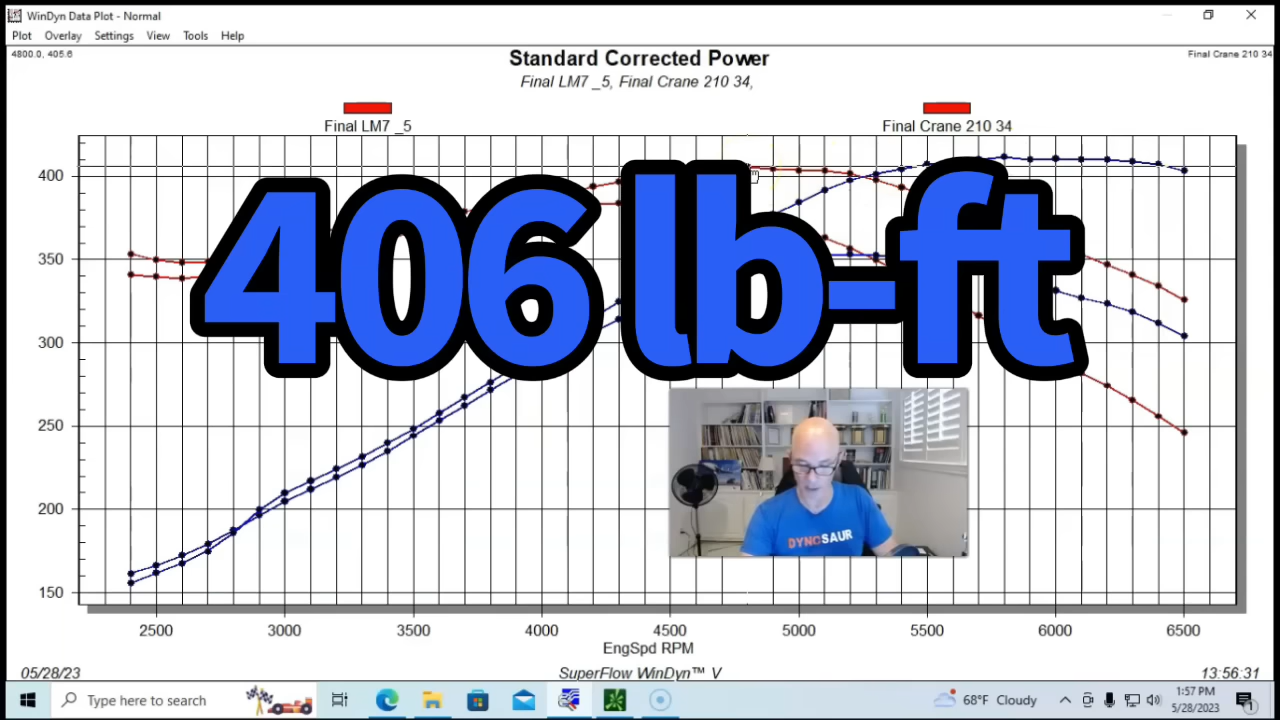 WinDyn Data Plot - Normal
Plot Overlay Settings View Tools Help
4800.0, 405.6
Final Crane 210 34
Standard Corrected Power
Final LM7 _5, Final Crane 210 34,
Final LM7 _5
Final Crane 210 34
406 lb-ft
400
350
300
250
200
150
DYNOSAUR
2500 3000 3500 4000 4500 5000 5500 6000 6500
EngSpd RPM
05/28/23
SuperFlow WinDyn™ V
13:56:31
Type here to search
68°F Cloudy
1:57 PM
5/28/2023
1